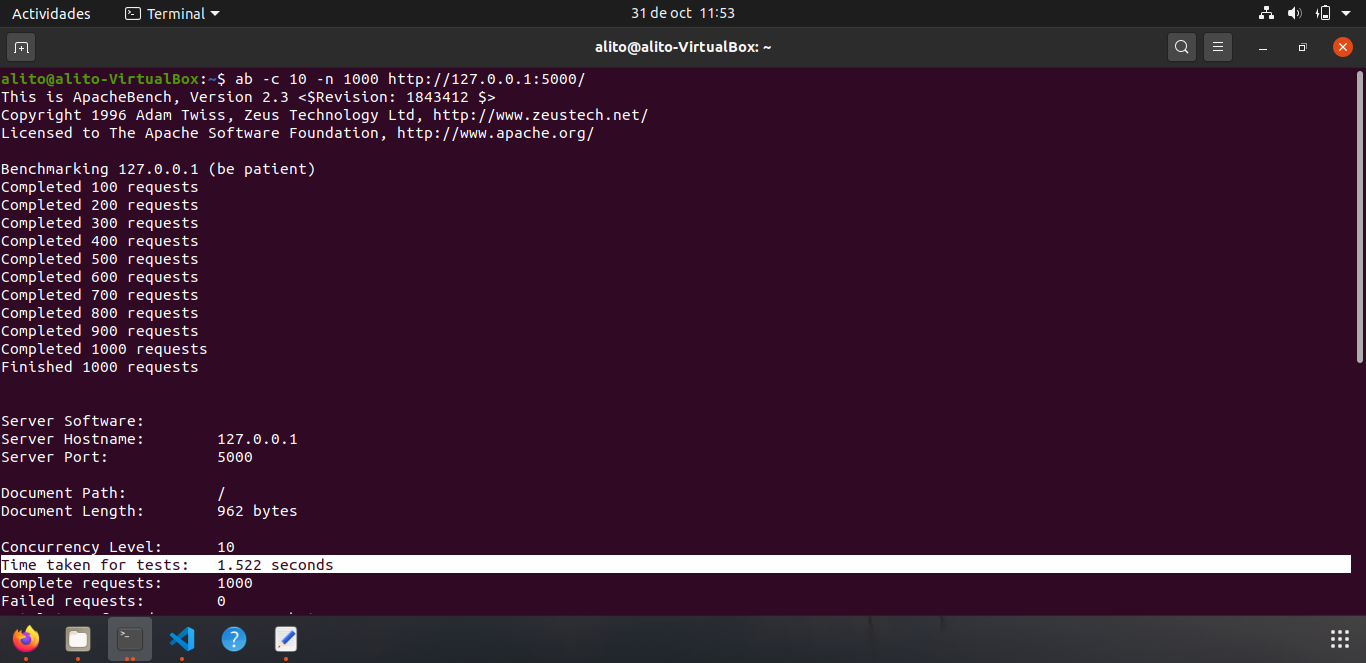 Actividades Terminal 31 de oct 11:53
alito@alito-VirtualBox: ~
alito@alito-VirtualBox:~$ ab -c 10 -n 1000 http://127.0.0.1:5000/
This is ApacheBench, Version 2.3 <$Revision: 1843412 $>
Copyright 1996 Adam Twiss, Zeus Technology Ltd, http://www.zeustech.net/
Licensed to The Apache Software Foundation, http://www.apache.org/
Benchmarking 127.0.0.1 (be patient)
Completed 100 requests
Completed 200 requests
Completed 300 requests
Completed 400 requests
Completed 500 requests
Completed 600 requests
Completed 700 requests
Completed 800 requests
Completed 900 requests
Completed 1000 requests
Finished 1000 requests
Server Software:
Server Hostname: 127.0.0.1
Server Port: 5000
Document Path: /
Document Length: 962 bytes
Concurrency Level: 10
Time taken for tests: 1.522 seconds
Complete requests: 1000
Failed requests: 0